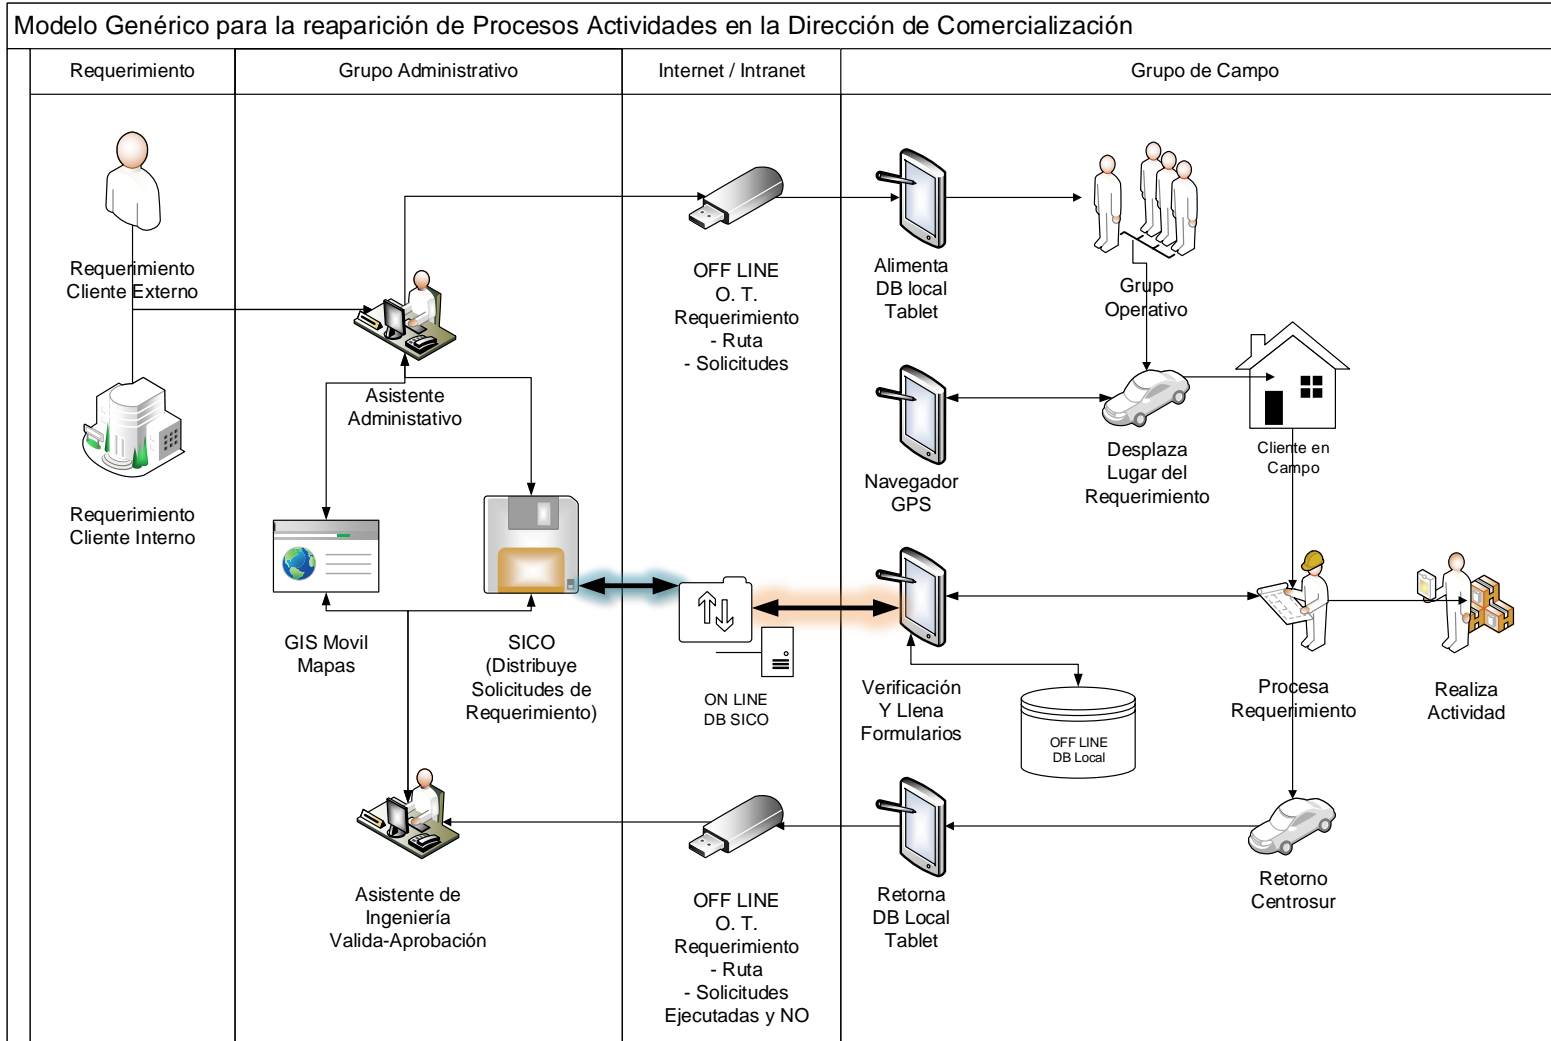 Modelo Genérico para la reaparición de Procesos Actividades en la Dirección de Comercialización
Requerimiento
Grupo Administrativo
Internet / Intranet
Grupo de Campo
Requerimiento
Cliente Externo
Requerimiento
Cliente Interno
Asistente
Administativo
GIS Movil
Mapas
SICO
(Distribuye
Solicitudes de
Requerimiento)
Asistente de
Ingeniería
Valida-Aprobación
OFF LINE
O. T.
Requerimiento
- Ruta
- Solicitudes
ON LINE
DB SICO
OFF LINE
O. T.
Requerimiento
- Ruta
- Solicitudes
Ejecutadas y NO
Alimenta
DB local
Tablet
Grupo
Operativo
Navegador
GPS
Desplaza
Lugar del
Requerimiento
Cliente en
Campo
Verificación
Y Llena
Formularios
OFF LINE
DB Local
Procesa
Requerimiento
Realiza
Actividad
Retorna
DB Local
Tablet
Retorno
Centrosur